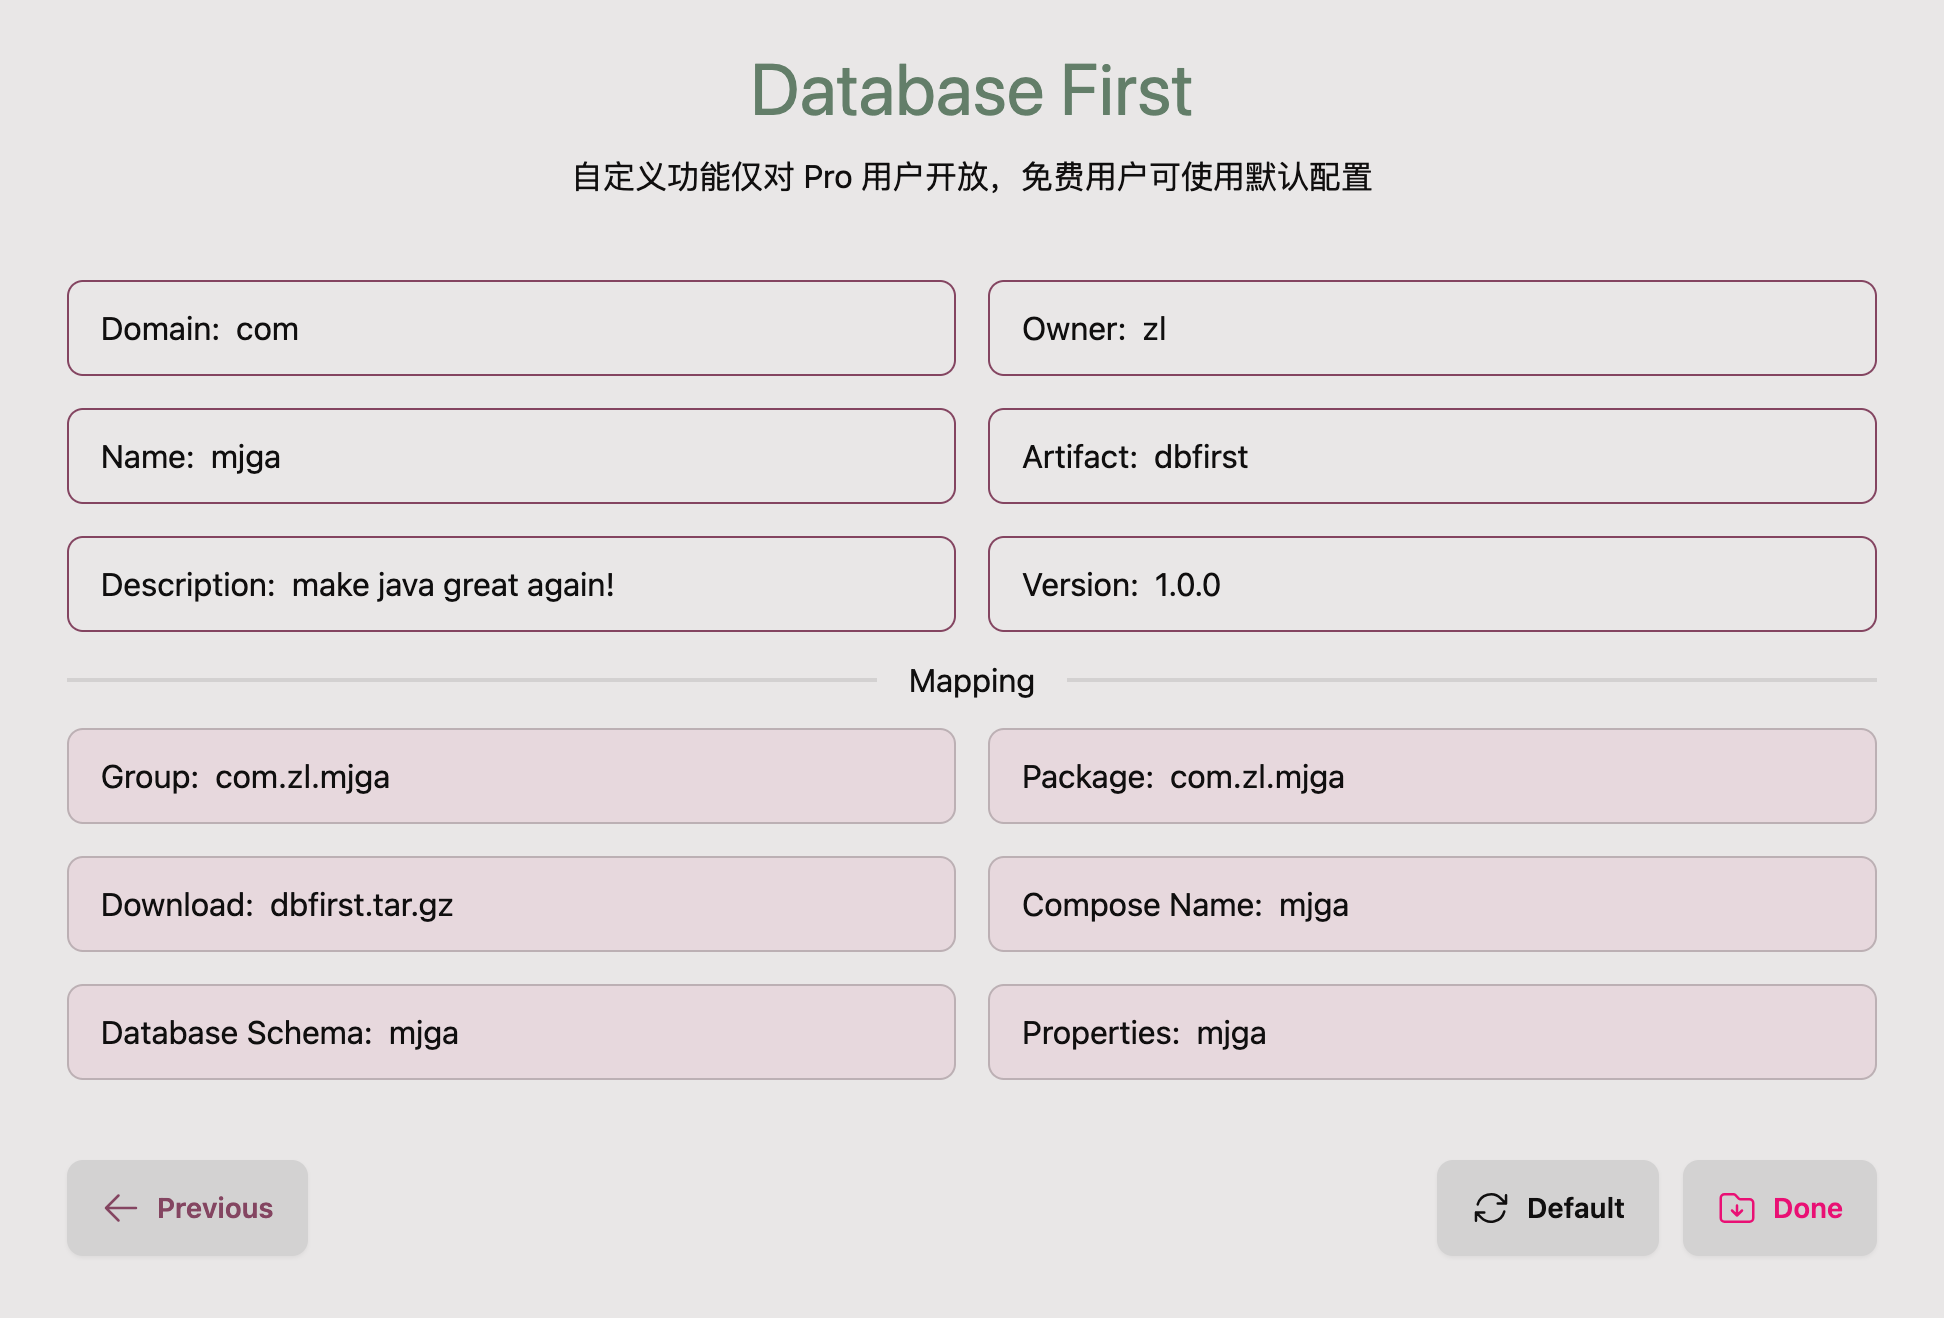 Database First
自定义功能仅对 Pro 用户开放，免费用户可使用默认配置
Domain: com
Owner: zl
Name: mjga
Artifact: dbfirst
Description: make java great again!
Version: 1.0.0
Mapping
Group: com.zl.mjga
Package: com.zl.mjga
Download: dbfirst.tar.gz
Compose Name: mjga
Database Schema: mjga
Properties: mjga
Previous
Default
Done